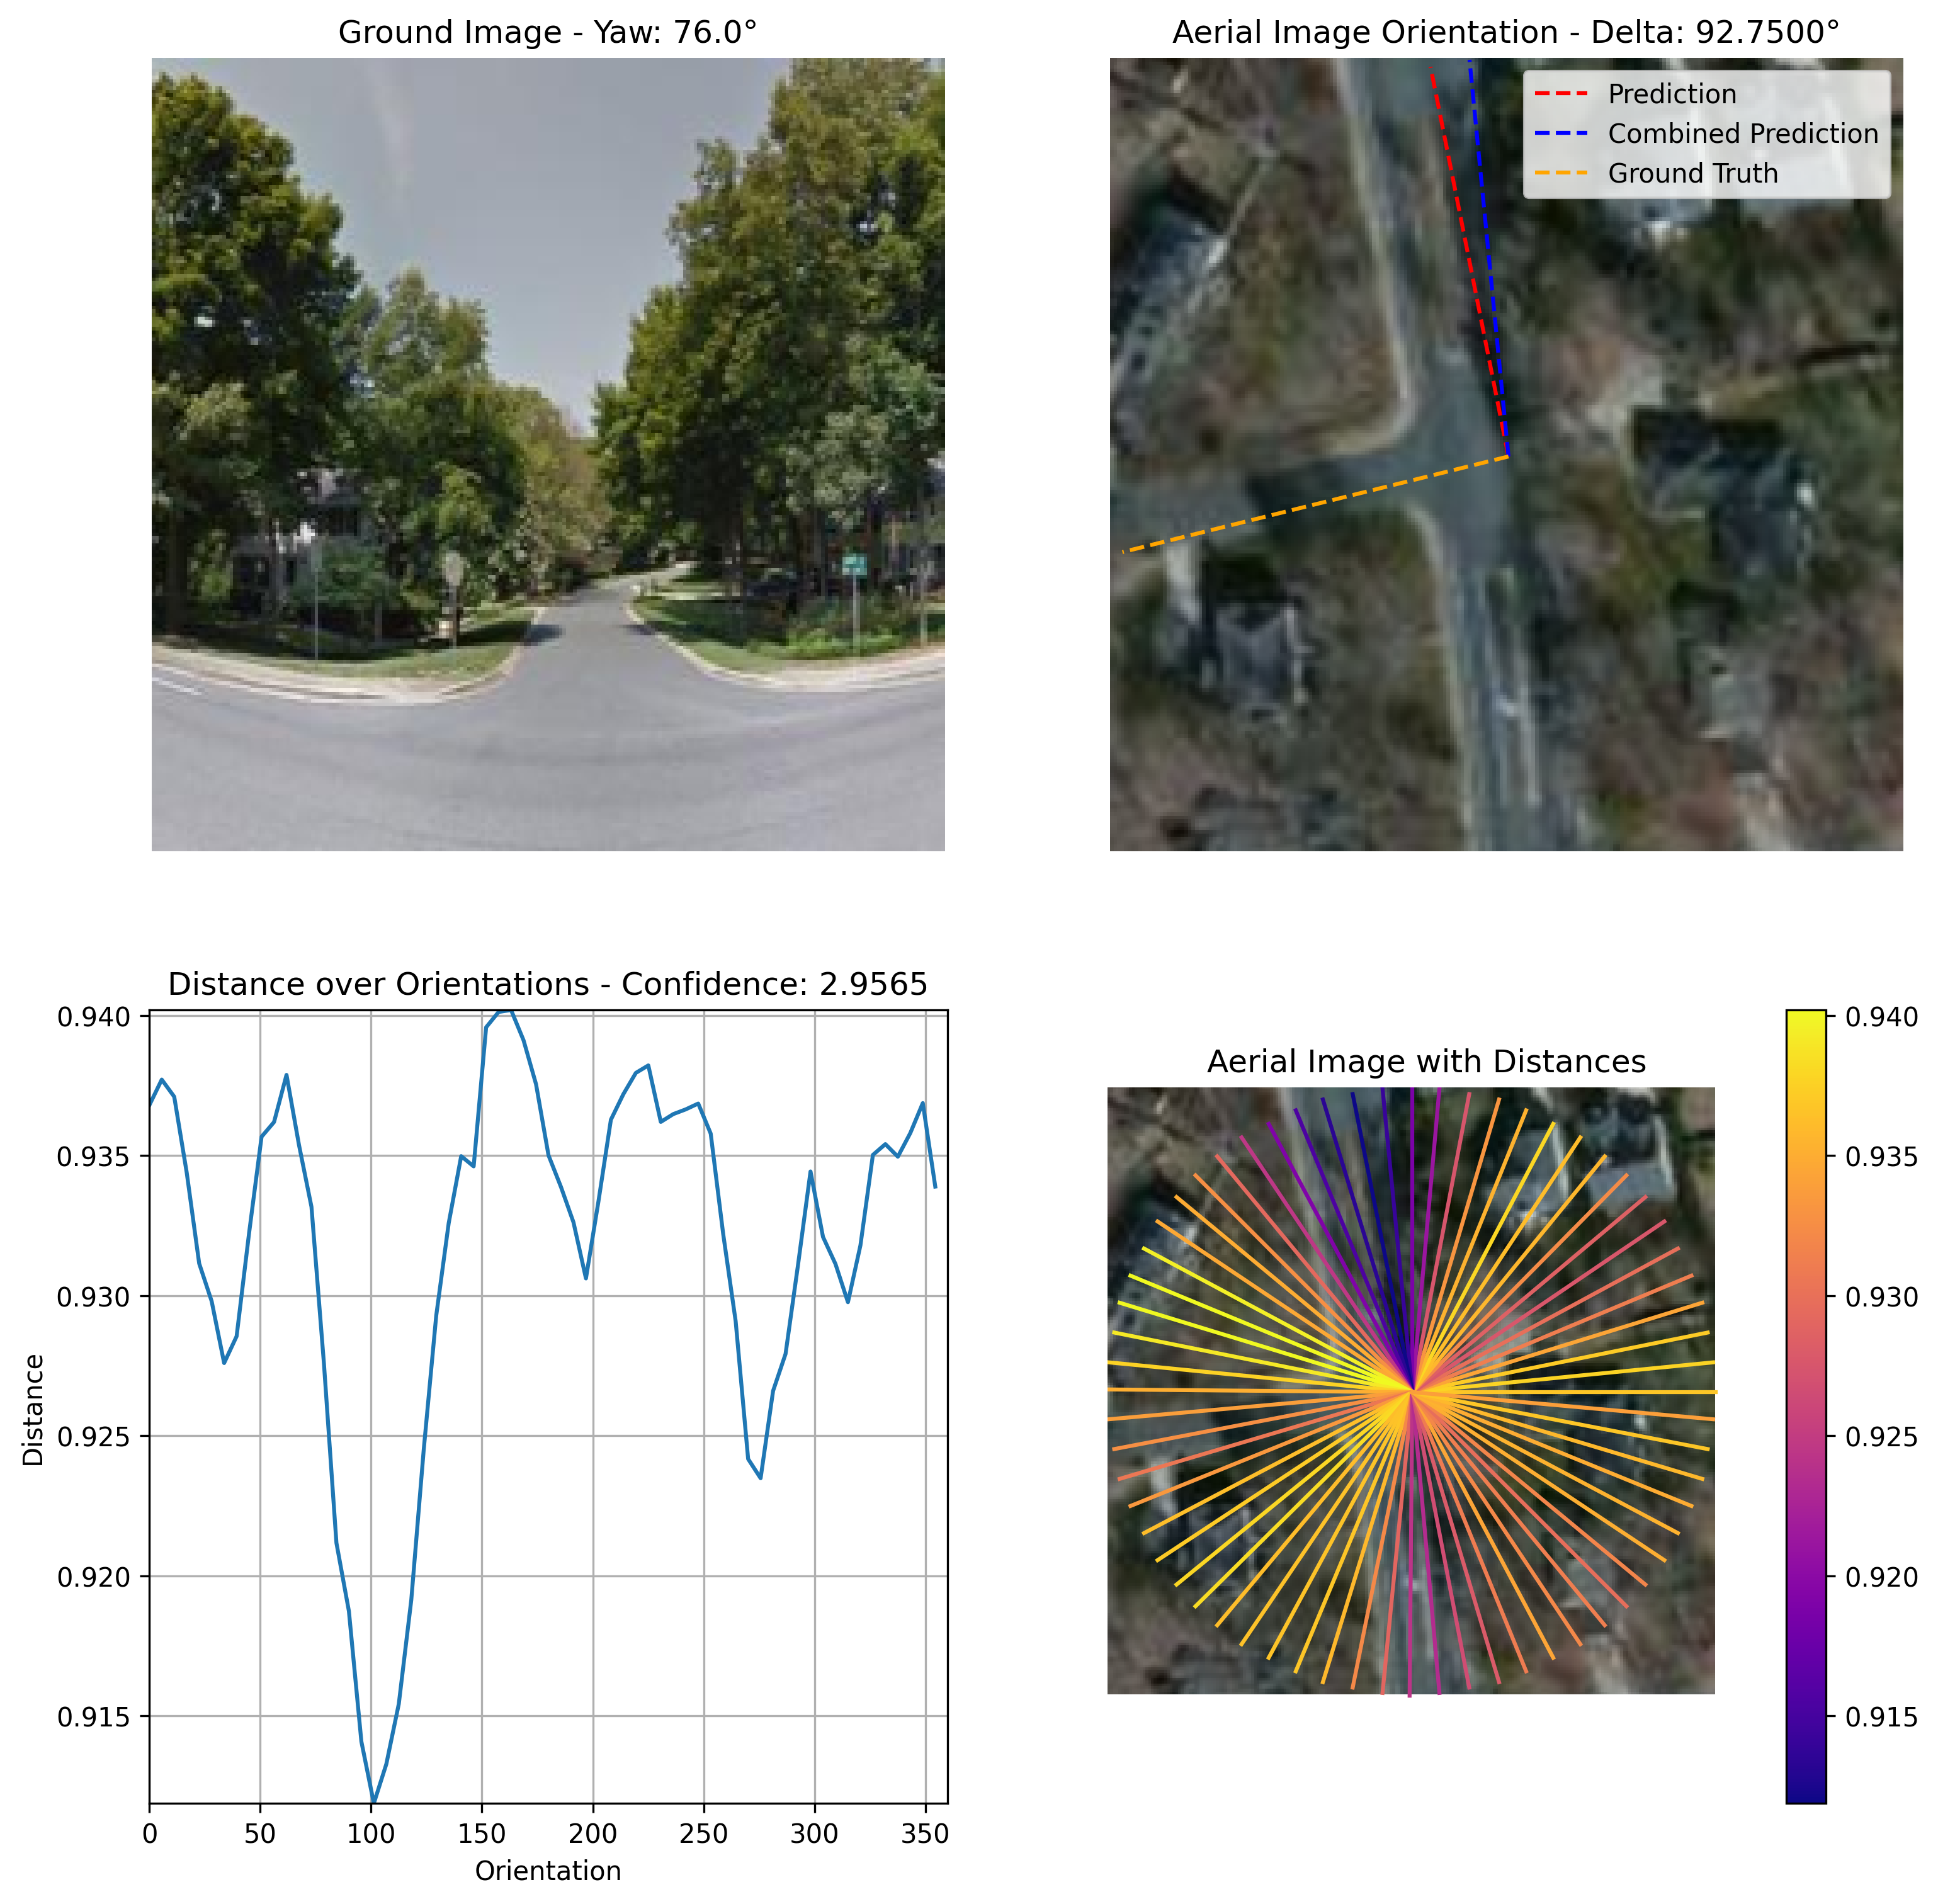 Ground Image - Yaw: 76.0°
Aerial Image Orientation - Delta: 92.7500°
Prediction
Combined Prediction
Ground Truth
Distance over Orientations - Confidence: 2.9565
0.940
0.935
0.930
0.925
0.920
0.915
Distance
0
50
100
150
200
250
300
350
Orientation
Aerial Image with Distances
0.940
0.935
0.930
0.925
0.920
0.915